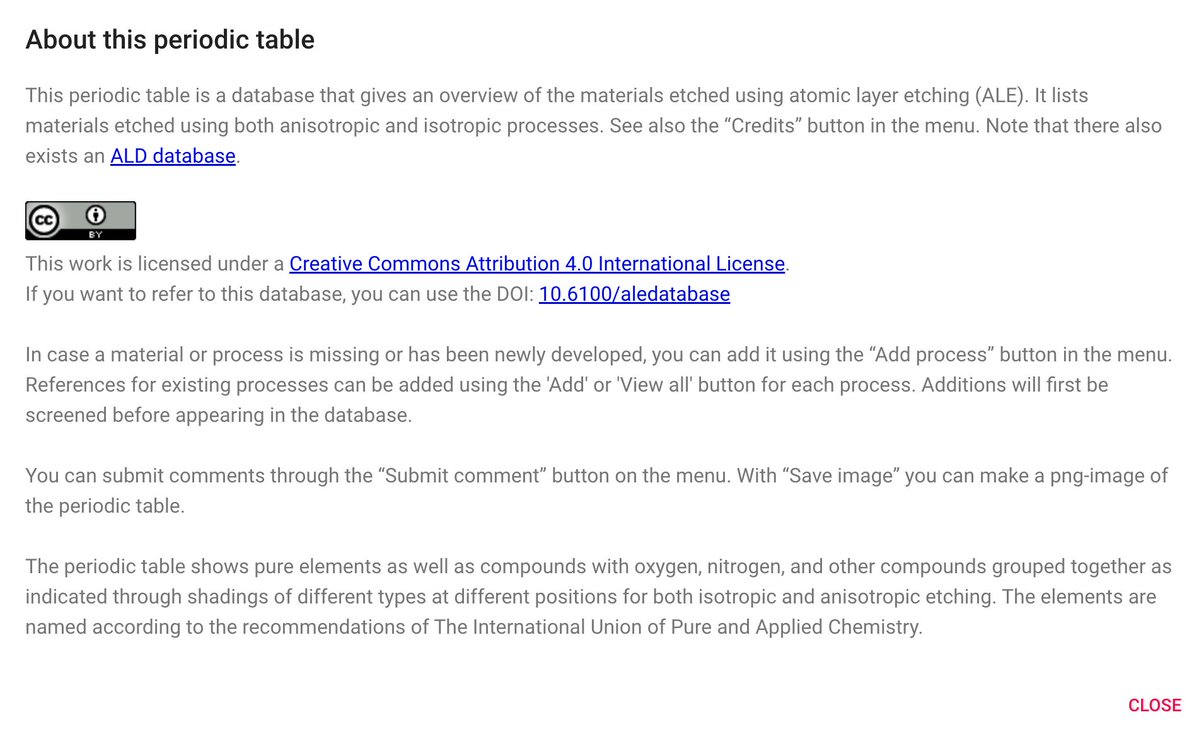 About this periodic table
This periodic table is a database that gives an overview of the materials etched using atomic layer etching (ALE). It lists
materials etched using both anisotropic and isotropic processes. See also the “Credits” button in the menu. Note that there also
exists an ALD database.
cc
BY
This work is licensed under a Creative Commons Attribution 4.0 International License.
If you want to refer to this database, you can use the DOI: 10.6100/aledatabase
In case a material or process is missing or has been newly developed, you can add it using the “Add process” button in the menu.
References for existing processes can be added using the 'Add' or 'View all' button for each process. Additions will first be
screened before appearing in the database.
You can submit comments through the “Submit comment” button on the menu. With “Save image” you can make a png-image of
the periodic table.
The periodic table shows pure elements as well as compounds with oxygen, nitrogen, and other compounds grouped together as
indicated through shadings of different types at different positions for both isotropic and anisotropic etching. The elements are
named according to the recommendations of The International Union of Pure and Applied Chemistry.
CLOSE